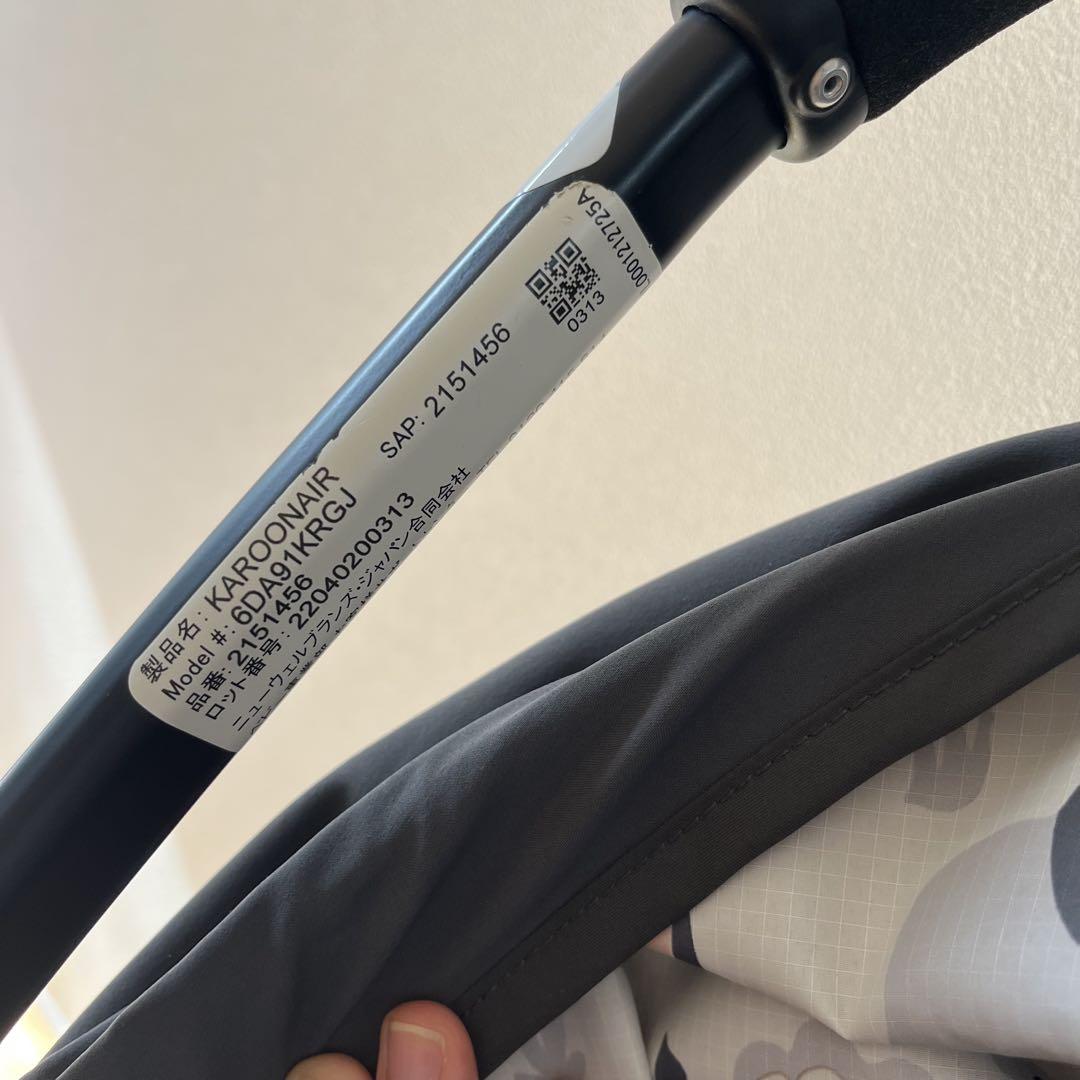 製品名: KAROONAIR
Model #: 6DA91KRGJ
品番: 2151456
ロット番号: 22040200313
ニューウェルブランズ・ジャパン合同会社
SAP: 2151456
0313
L0001212725A